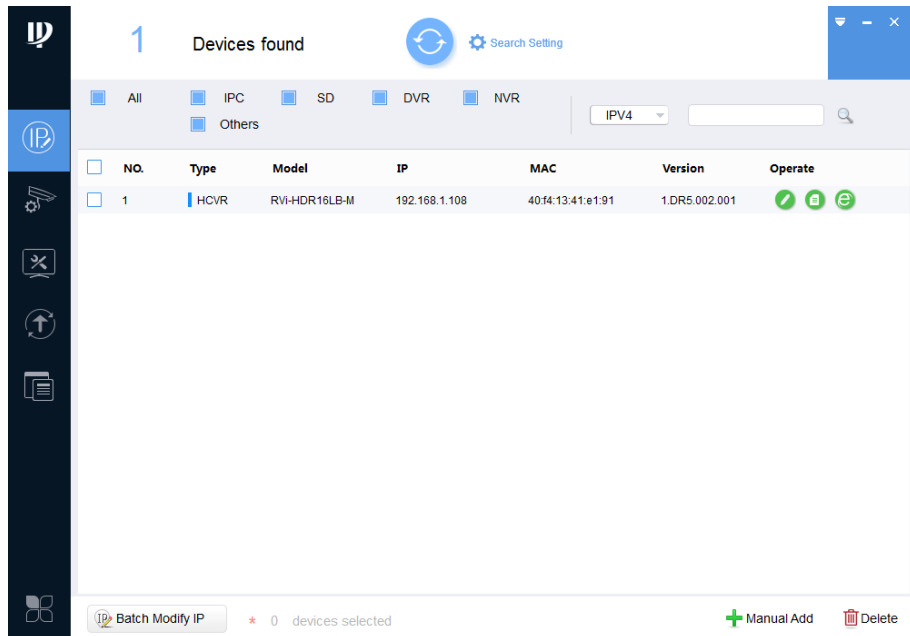 1 Devices found Search Setting
All IPC SD DVR NVR
Others
IPV4
NO. Type Model IP MAC Version Operate
1 HCVR RVi-HDR16LB-M 192.168.1.108 40:f4:13:41:e1:91 1.DR5.002.001
Batch Modify IP * 0 devices selected Manual Add Delete